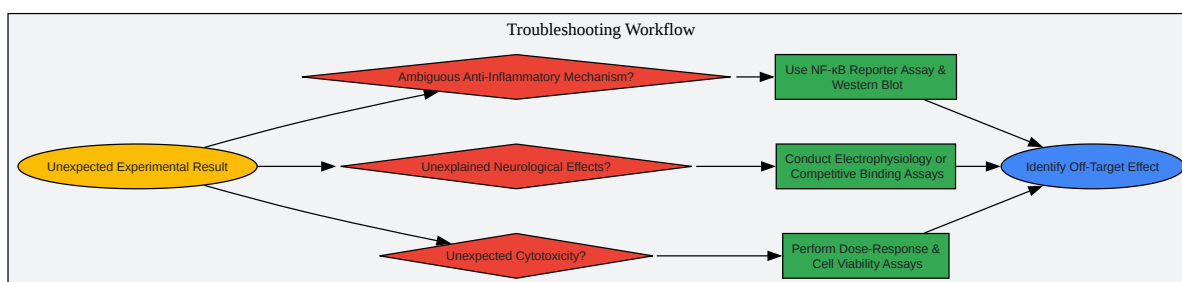 Troubleshooting Workflow
Ambiguous Anti-Inflammatory Mechanism?
Use NF-κB Reporter Assay &
Western Blot
Unexpected Experimental Result
Unexplained Neurological Effects?
Conduct Electrophysiology or
Competitive Binding Assays
Identify Off-Target Effect
Unexpected Cytotoxicity?
Perform Dose-Response &
Cell Viability Assays